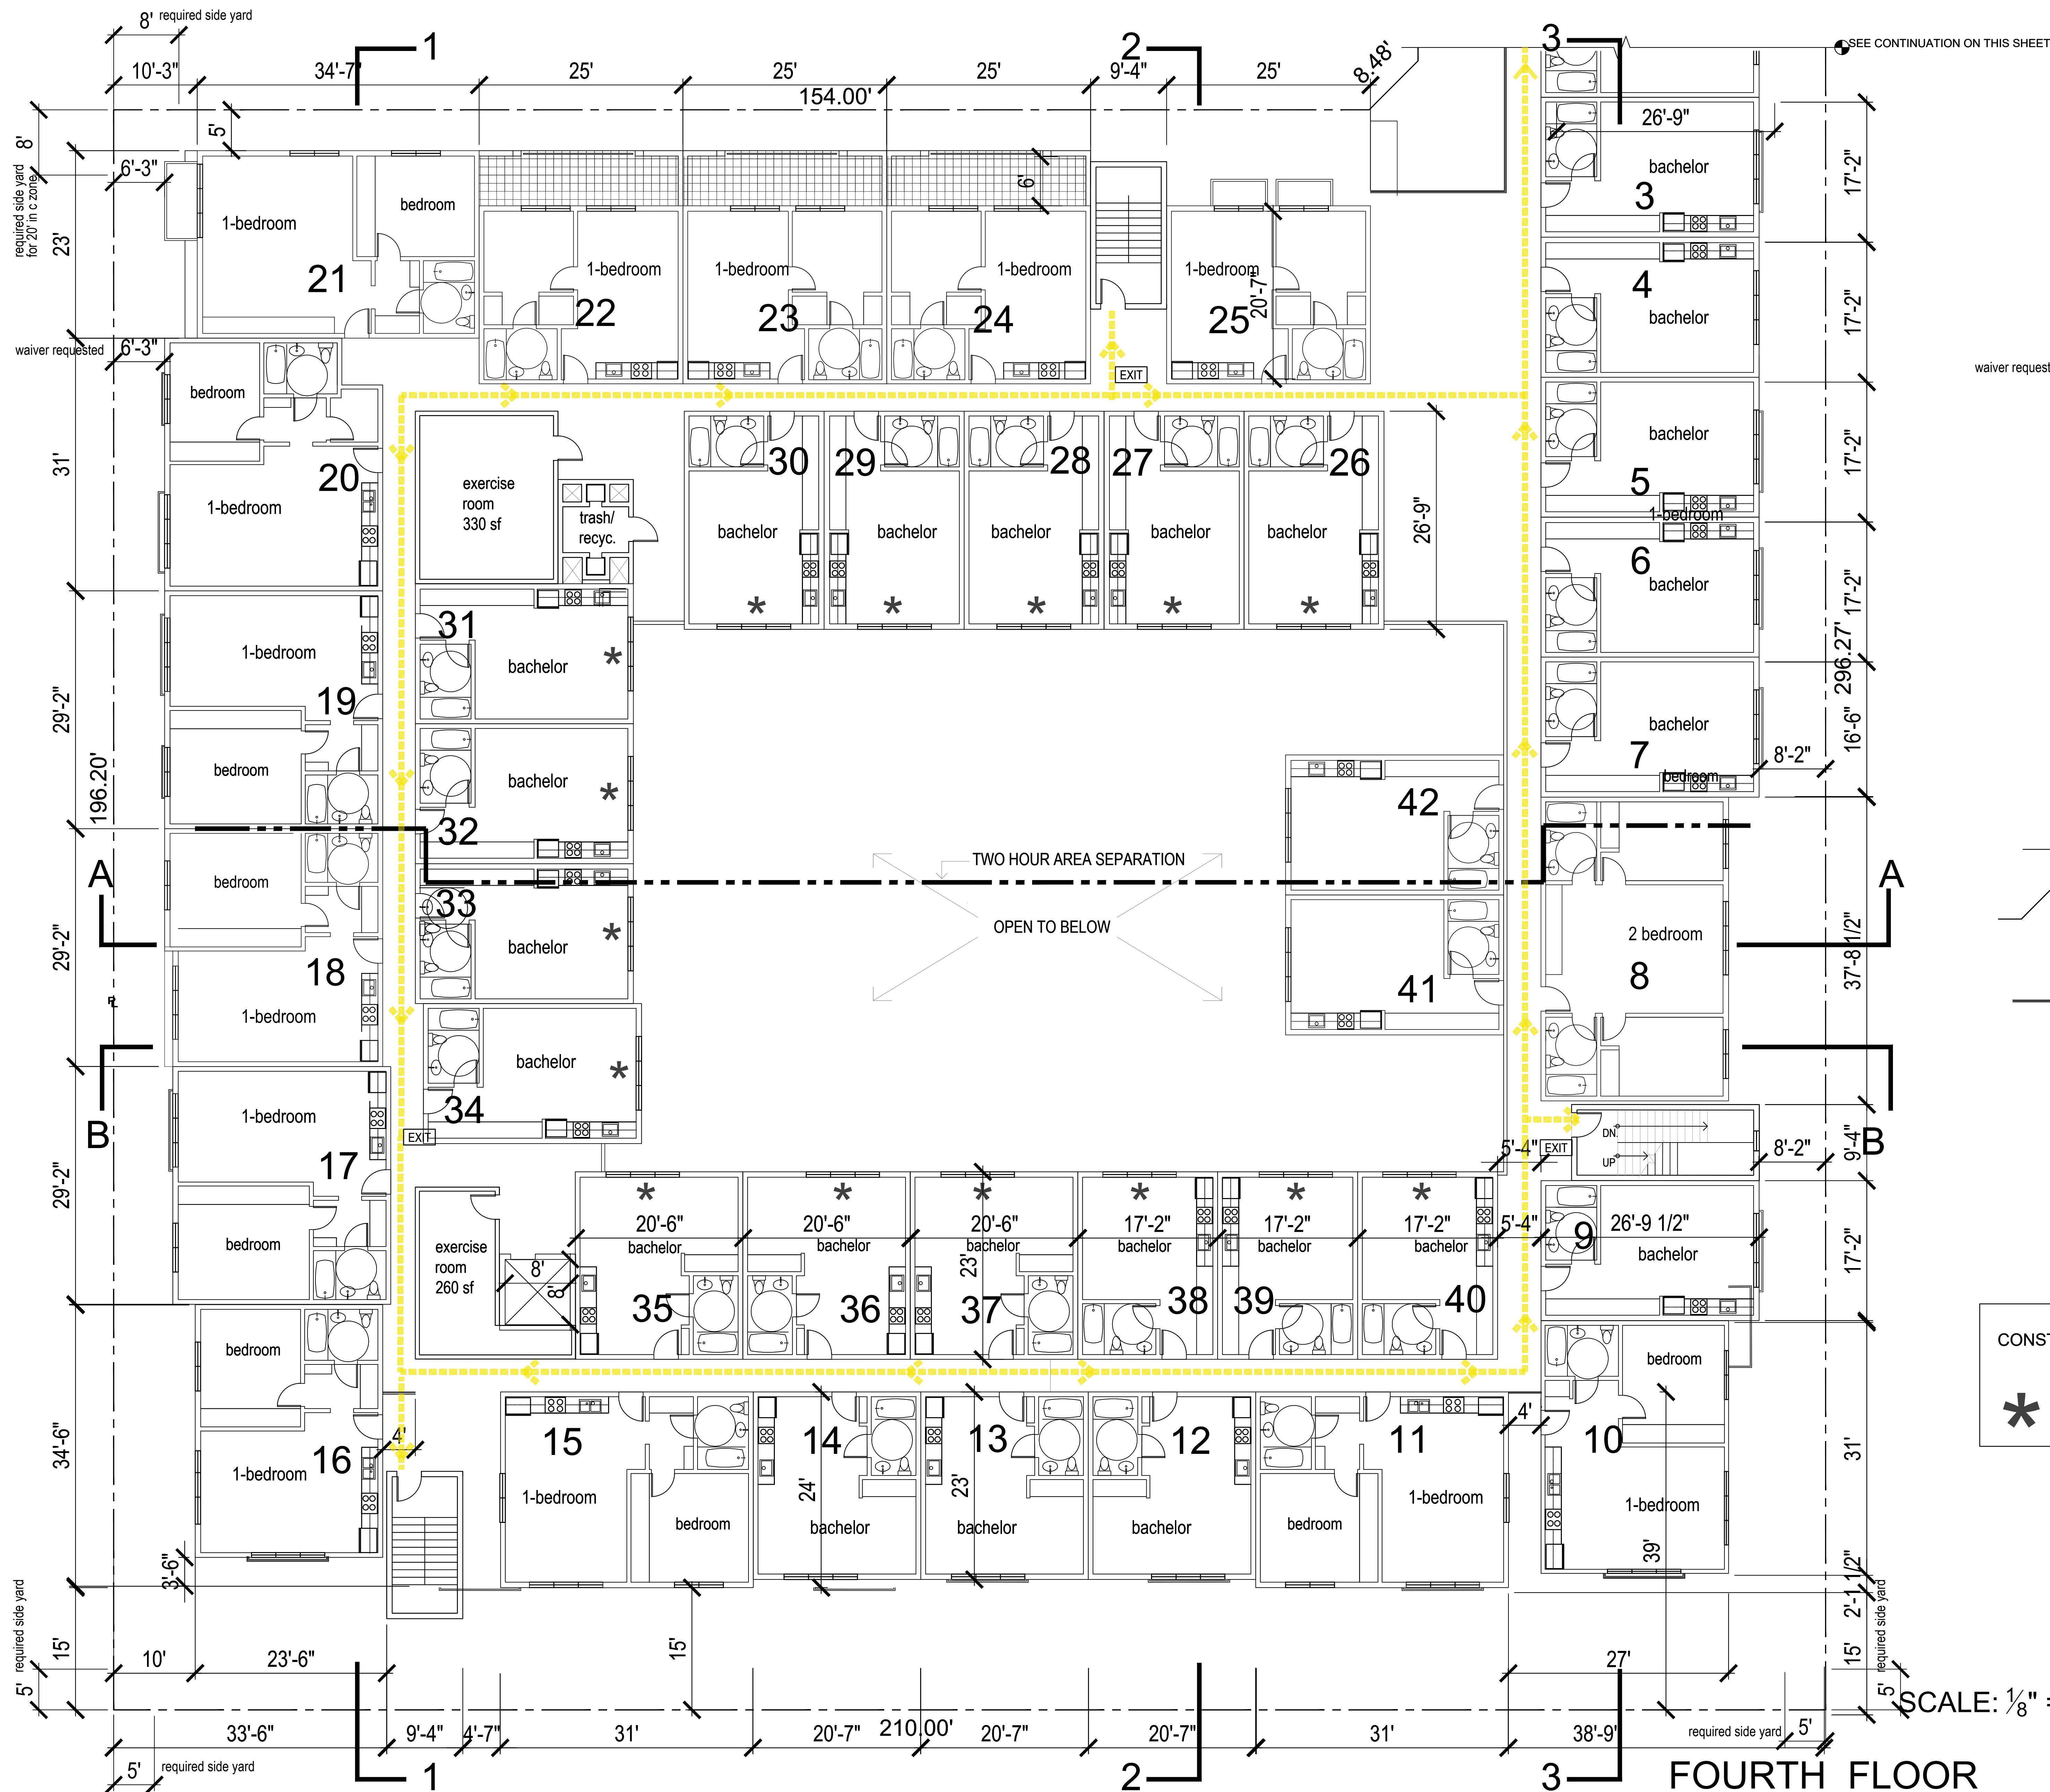 8' required side yard
1
2
3
SEE CONTINUATION ON THIS SHEET
10'-3"
34'-7"
25'
25'
25'
9'-4"
25'
8.48'
154.00'
8'
required side yard
for 20' in c zone
5'
6'-3"
23'
1-bedroom
bedroom
21
6'
1-bedroom
22
1-bedroom
23
1-bedroom
24
EXIT
1-bedroom
25
20'-7"
26'-9"
bachelor
3
17'-2"
4
bachelor
17'-2"
waiver requested
6'-3"
waiver request
bedroom
20
1-bedroom
31'
exercise
room
330 sf
trash/
recyc.
30
29
28
27
26
bachelor
bachelor
bachelor
bachelor
bachelor
*
*
*
*
*
26'-9"
bachelor
5
1-bedroom
17'-2"
6
bachelor
17'-2"
296.27'
1-bedroom
19
bedroom
29'-2"
196.20'
31
bachelor
*
bachelor
*
32
42
bachelor
7
bedroom
16'-6"
8'-2"
A
A
TWO HOUR AREA SEPARATION
OPEN TO BELOW
bedroom
18
1-bedroom
29'-2"
PL
33
bachelor
*
41
2 bedroom
8
37'-8 1/2"
B
B
1-bedroom
17
bedroom
29'-2"
bachelor
*
34
EXIT
EXIT
DN.
UP
5'-4"
8'-2"
9'-4"
exercise
room
260 sf
8'
8'
*
*
*
*
*
*
20'-6"
20'-6"
20'-6"
17'-2"
17'-2"
17'-2"
5'-4"
26'-9 1/2"
bachelor
bachelor
bachelor
bachelor
bachelor
bachelor
23'
35
36
37
38
39
40
9
bachelor
17'-2"
bedroom
16
1-bedroom
34'-6"
4'
3'-6"
15
1-bedroom
bedroom
14
24'
bachelor
13
23'
bachelor
12
bachelor
11
bedroom
1-bedroom
4'
10
bedroom
1-bedroom
39'
31'
2'-1 1/2"
CONST
*
required side yard
5'
15'
10'
23'-6"
15'
27'
15'
required side yard
5'
SCALE: 1/8" =
33'-6"
9'-4"
4'-7"
31'
20'-7"
210.00'
20'-7"
20'-7"
31'
38'-9'
required side yard
5'
5'
required side yard
1
2
3
FOURTH FLOOR